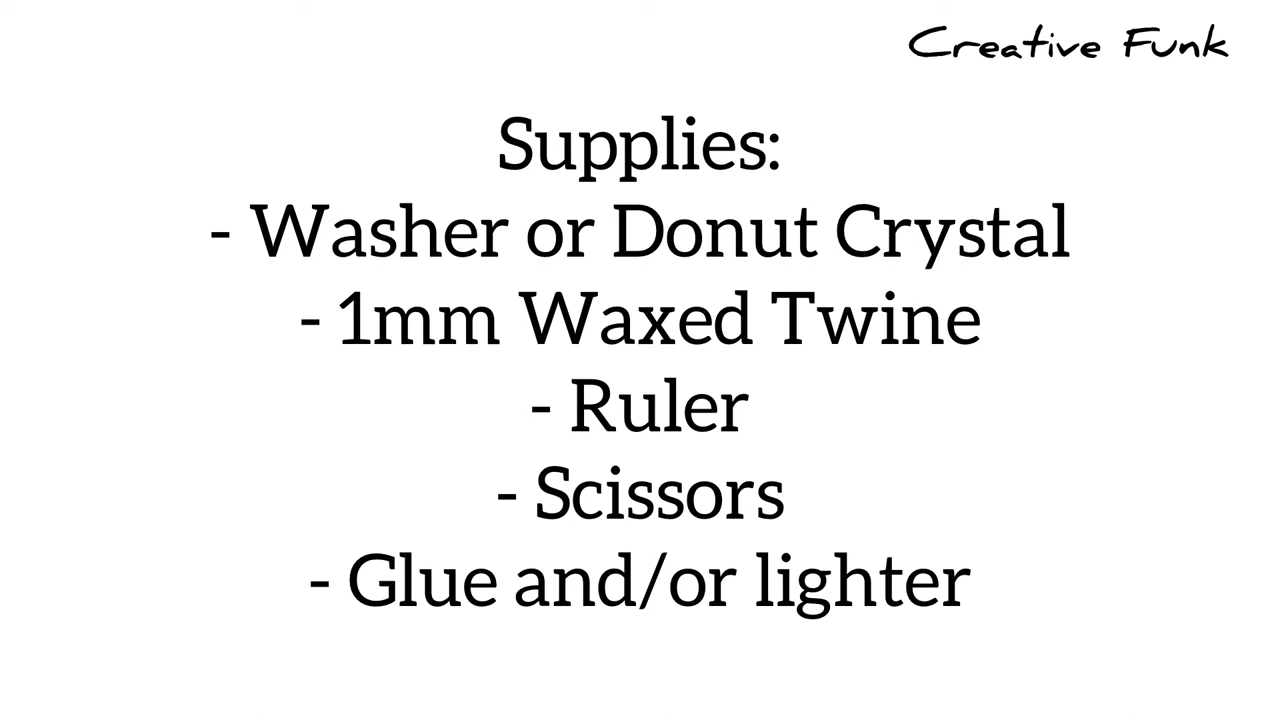 Creative Funk
Supplies:
- Washer or Donut Crystal
- 1mm Waxed Twine
- Ruler
- Scissors
- Glue and/or lighter